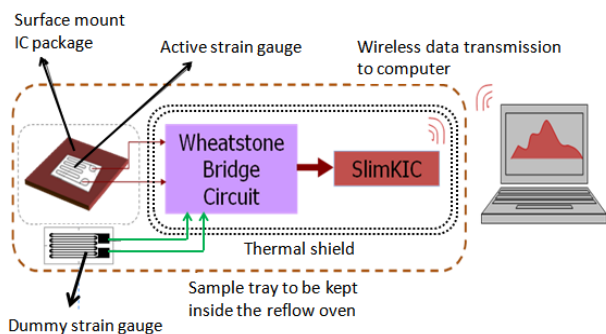 Surface mount
IC package
Active strain gauge
Wireless data transmission
to computer
Wheatstone
Bridge
Circuit
SlimKIC
Thermal shield
Sample tray to be kept
inside the reflow oven
Dummy strain gauge